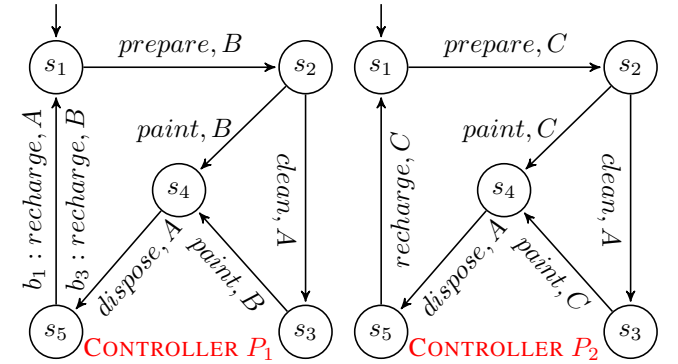 prepare, B
prepare, C
s1
s2
s1
s2
paint, B
paint, C
b1 : recharge, A
b3 : recharge, B
clean, A
recharge, C
clean, A
s4
s4
dispose, A
paint, B
dispose, A
paint, C
s5
s3
s5
s3
CONTROLLER P1
CONTROLLER P2